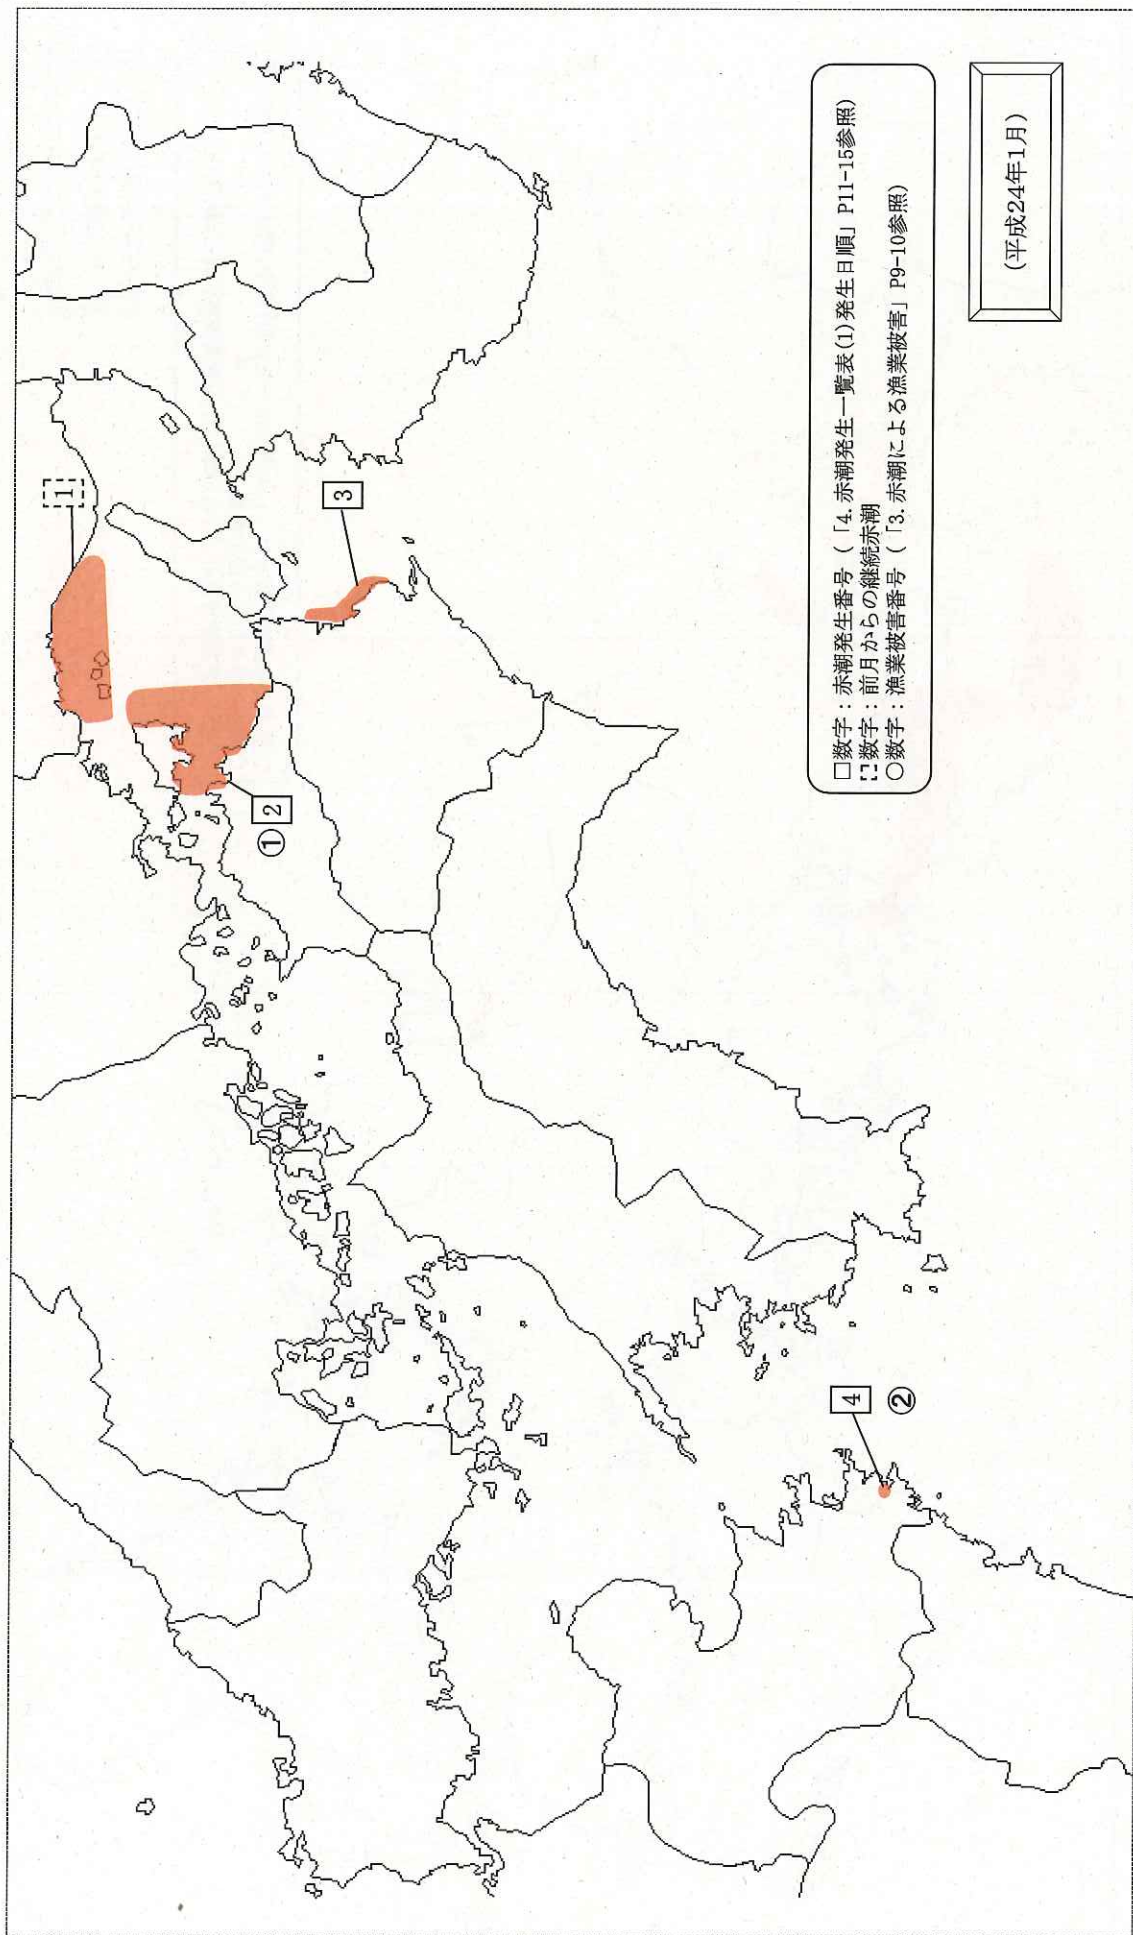 1
2
①
3
4
②
□数字：赤潮発生番号（「4.赤潮発生一覧表(1)発生日順」P11-15参照）
数字：前月からの継続赤潮
○数字：漁業被害番号（「3.赤潮による漁業被害」P9-10参照）
(平成24年1月)